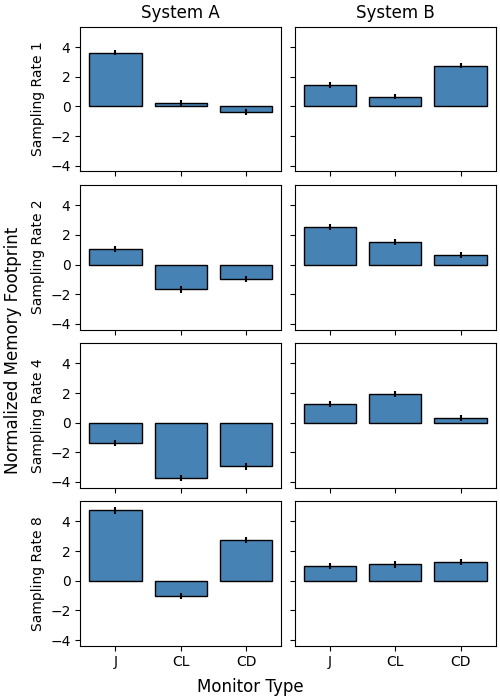 System A System B
Normalized Memory Footprint
Sampling Rate 1
4
2
0
−2
−4
Sampling Rate 2
4
2
0
−2
−4
Sampling Rate 4
4
2
0
−2
−4
Sampling Rate 8
4
2
0
−2
−4
J CL CD J CL CD
Monitor Type